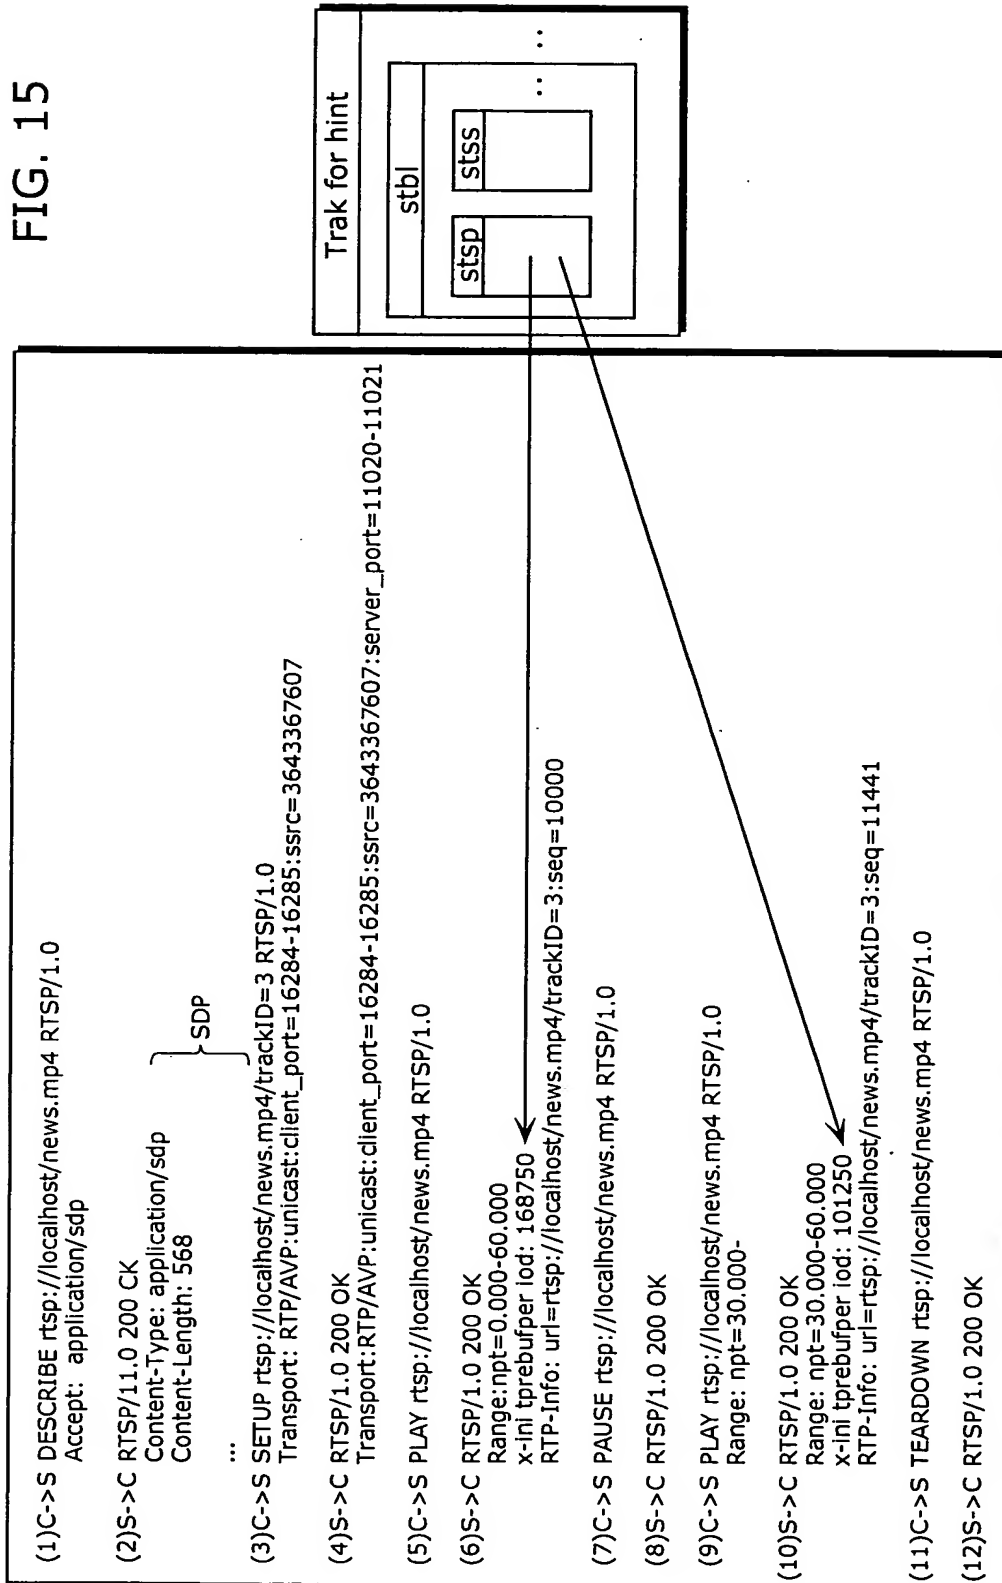 FIG. 15
(1)C->S DESCRIBE rtsp://localhost/news.mp4 RTSP/1.0
Accept: application/sdp
(2)S->C RTSP/11.0 200 CK
Content-Type: application/sdp
Content-Length: 568
SDP
...
(3)C->S SETUP rtsp://localhost/news.mp4/trackID=3 RTSP/1.0
Transport: RTP/AVP:unicast:client_port=16284-16285:ssrc=3643367607
(4)S->C RTSP/1.0 200 OK
Transport:RTP/AVP:unicast:client_port=16284-16285:ssrc=3643367607:server_port=11020-11021
(5)C->S PLAY rtsp://localhost/news.mp4 RTSP/1.0
(6)S->C RTSP/1.0 200 OK
Range:npt=0.000-60.000
x-ini tprebufper iod: 168750
RTP-Info: url=rtsp://localhost/news.mp4/trackID=3:seq=10000
(7)C->S PAUSE rtsp://localhost/news.mp4 RTSP/1.0
(8)S->C RTSP/1.0 200 OK
(9)C->S PLAY rtsp://localhost/news.mp4 RTSP/1.0
Range: npt=30.000-
(10)S->C RTSP/1.0 200 OK
Range: npt=30.000-60.000
x-ini tprebufper iod: 101250
RTP-Info: url=rtsp://localhost/news.mp4/trackID=3:seq=11441
(11)C->S TEARDOWN rtsp://localhost/news.mp4 RTSP/1.0
(12)S->C RTSP/1.0 200 OK
Trak for hint
stbl
stsp
stss
...
...